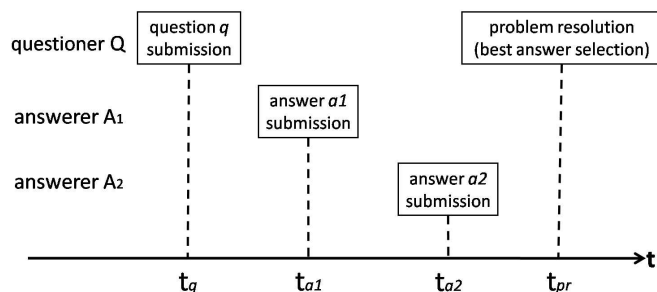 questioner Q
question q
submission
problem resolution
(best answer selection)
answerer A1
answer a1
submission
answerer A2
answer a2
submission
t
tq
ta1
ta2
tpr